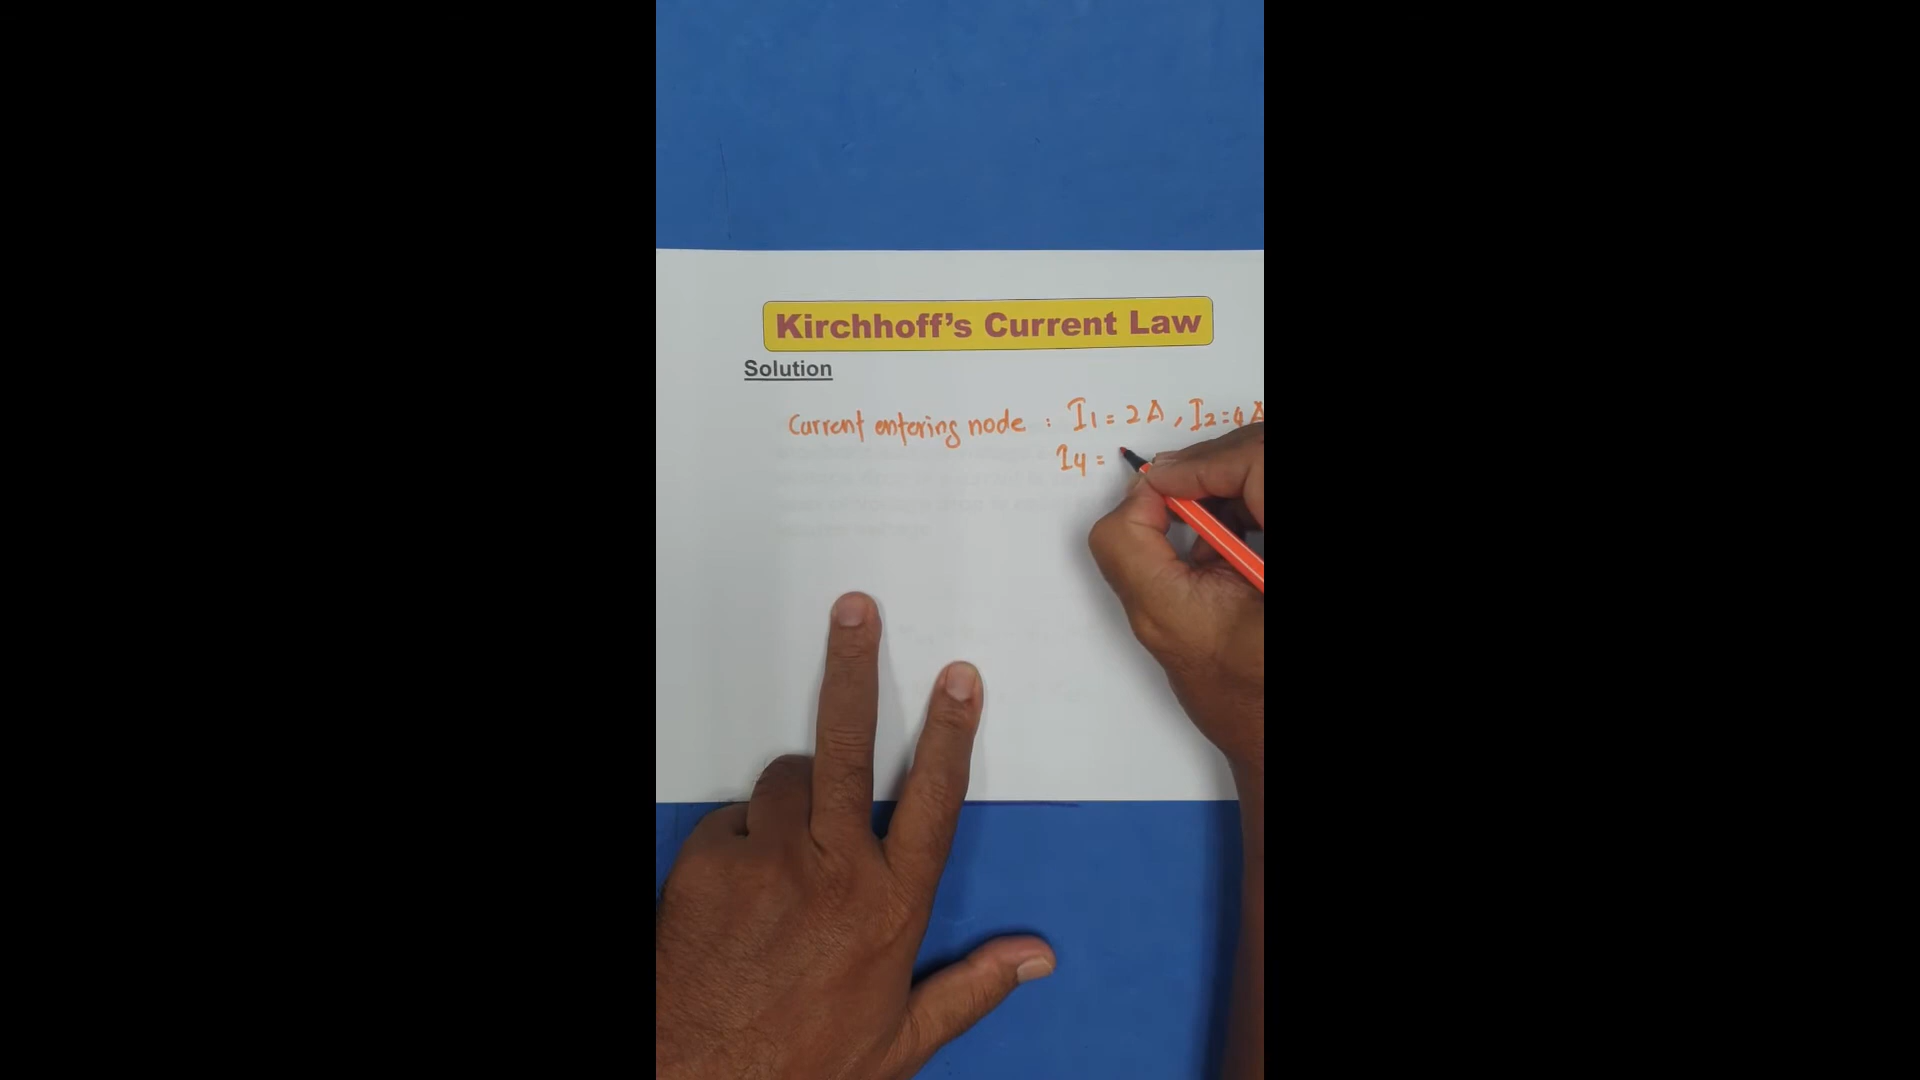 Kirchhoff's Current Law
Solution
Current entering node : I1 = 2A , I2 = 4A
I4 =